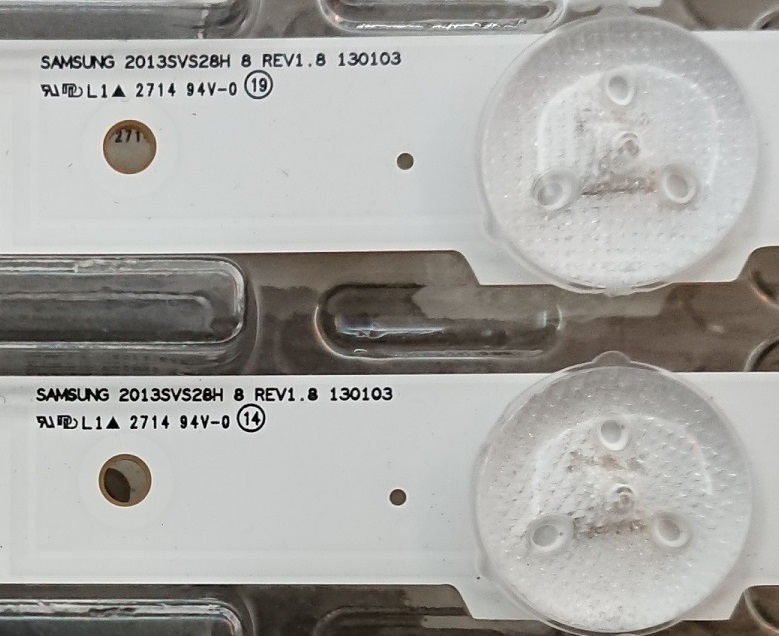 SAMSUNG 2013SVS28H 8 REV1.8 130103
L1▲ 2714 94V-0 19
271
SAMSUNG 2013SVS28H 8 REV1.8 130103
L1▲ 2714 94V-0 14